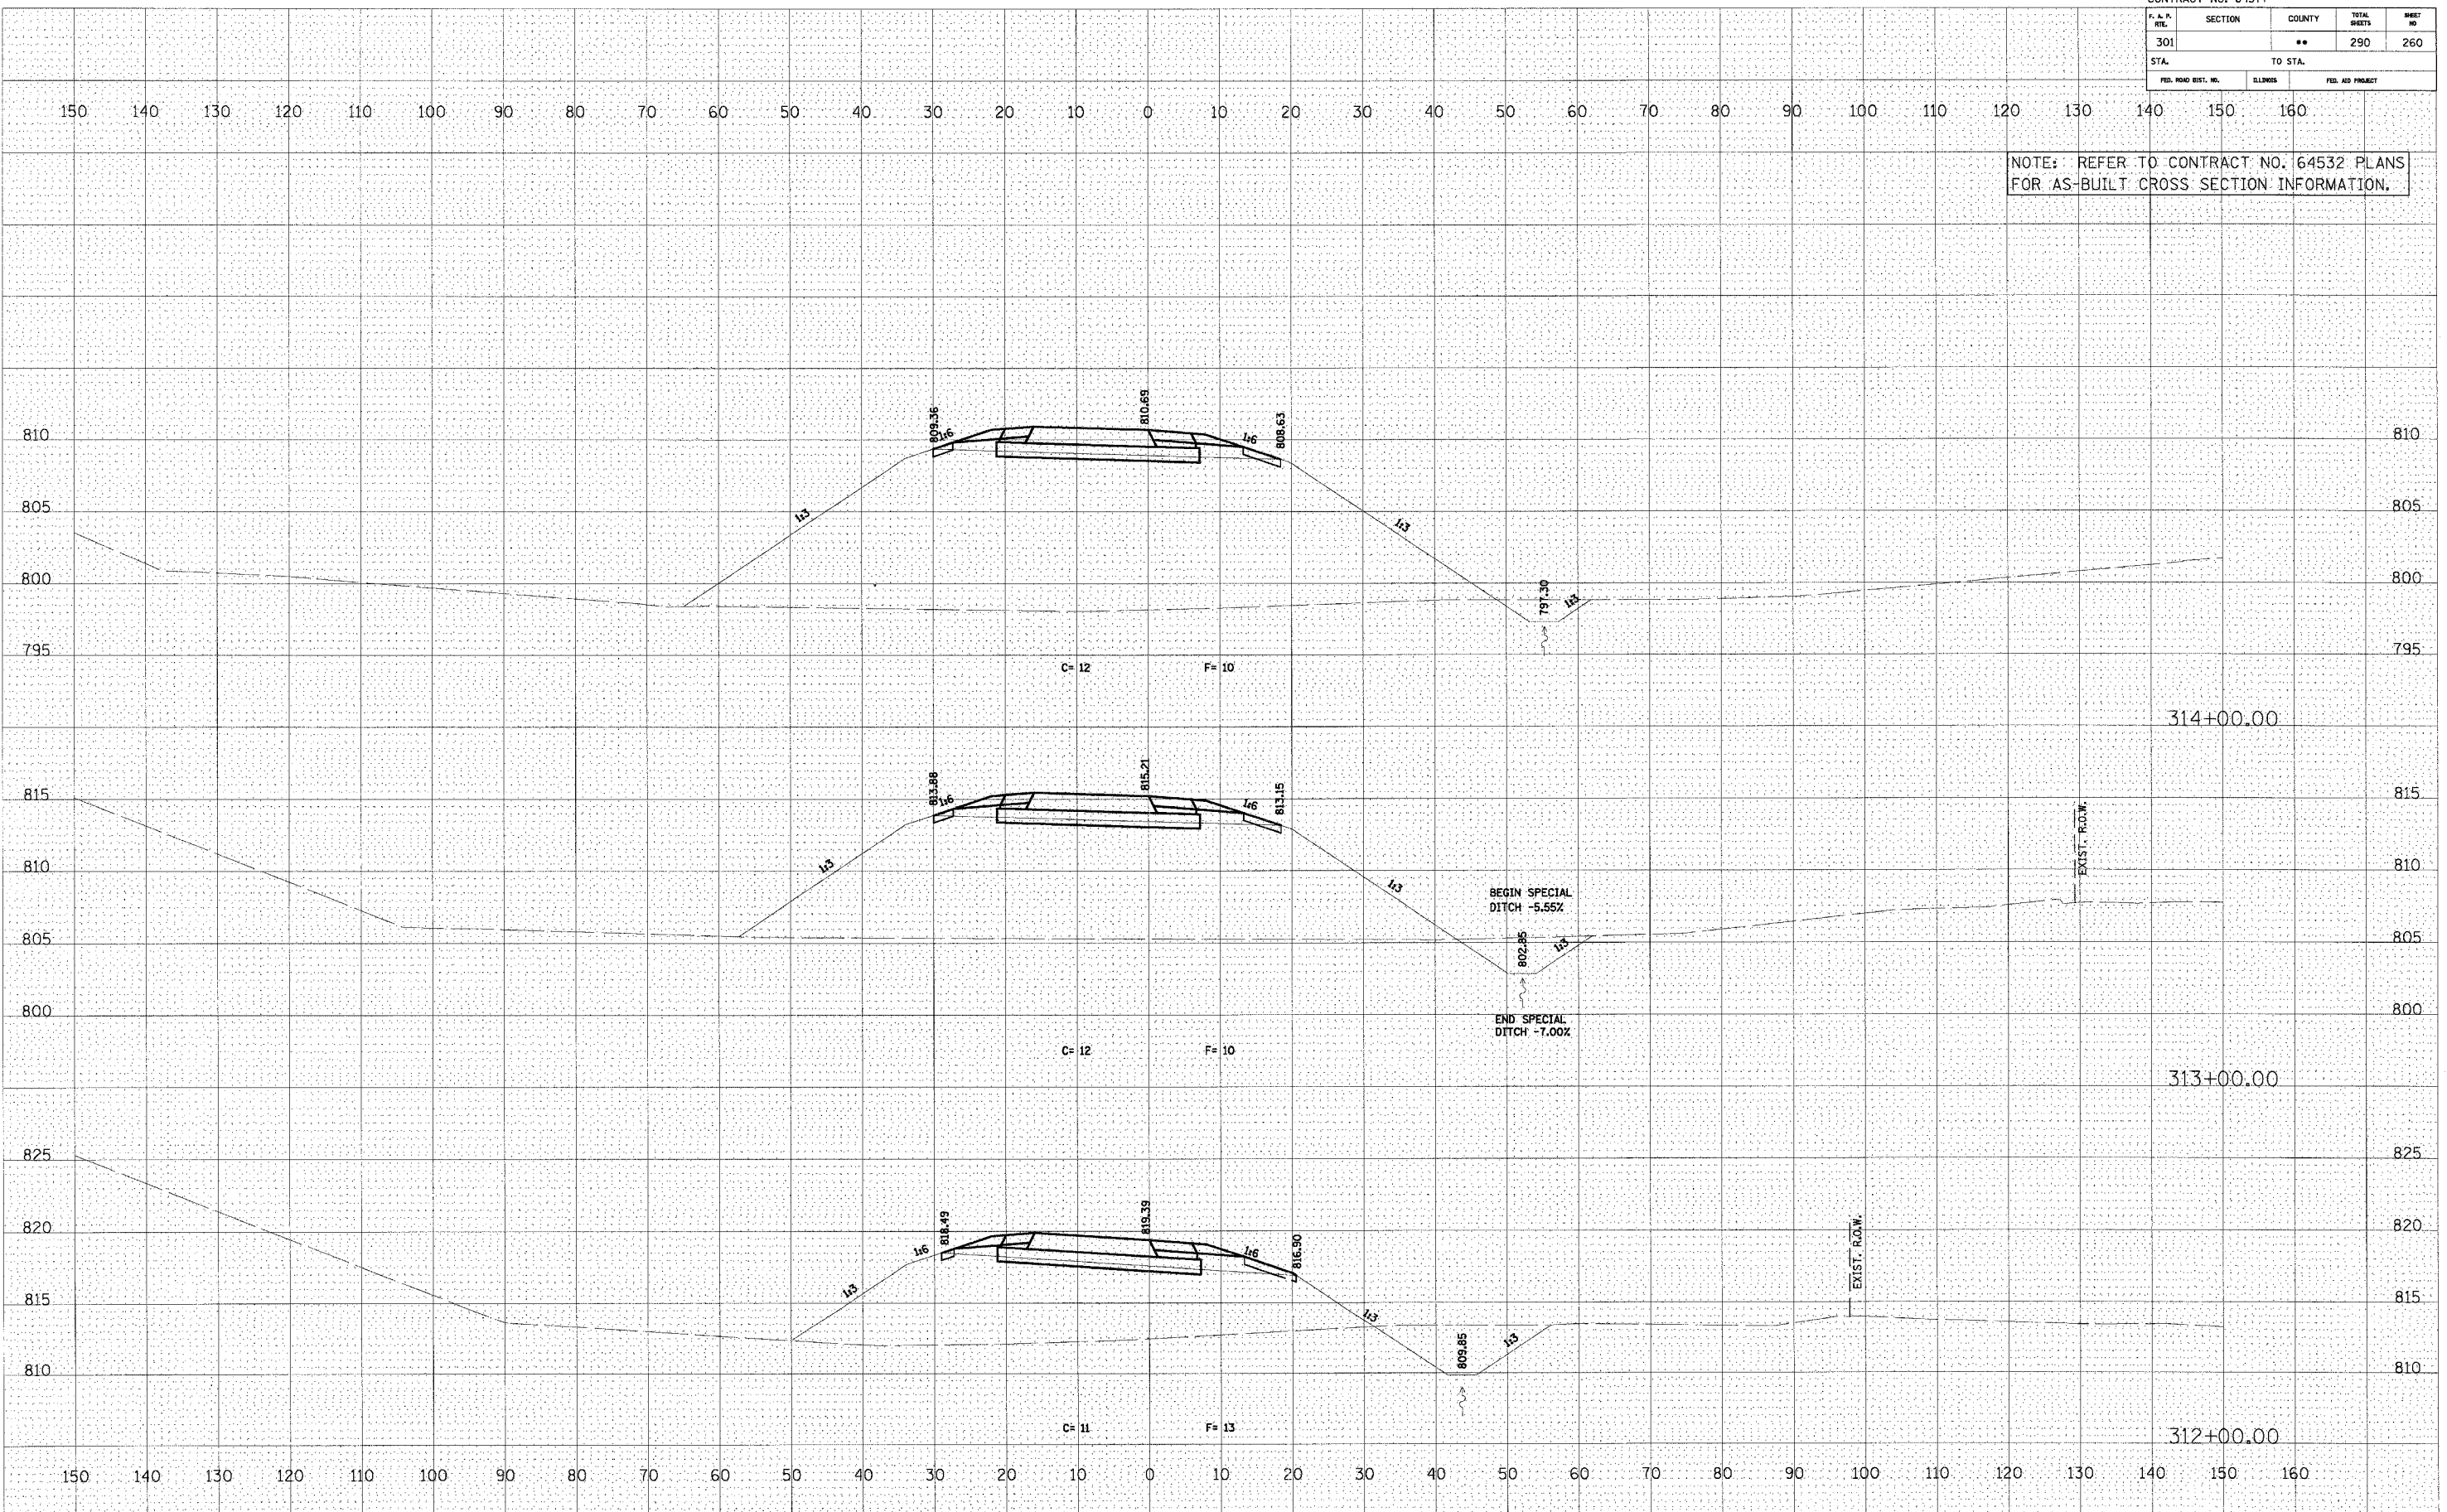 F. A. P. RTE. SECTION COUNTY TOTAL SHEETS SHEET NO
301 ** 290 260
STA. TO STA.
FED. ROAD DIST. NO. ILLINOIS FED. AID PROJECT
150 140 130 120 110 100 90 80 70 60 50 40 30 20 10 0 10 20 30 40 50 60 70 80 90 100 110 120 130 140 150 160
NOTE: REFER TO CONTRACT NO. 64532 PLANS
FOR AS-BUILT CROSS SECTION INFORMATION.
809.36
810.69
808.63
1:6
1:6
810 810
805 805
1:3
1:3
800 800
797.30
1:3
795 795
C= 12 F= 10
314+00.00
813.88
815.21
813.15
1:6
1:6
815 815
EXIST. R.O.W.
810 810
1:3
1:3
BEGIN SPECIAL
DITCH -5.55%
805 805
802.85
1:3
800 800
END SPECIAL
DITCH -7.00%
C= 12 F= 10
313+00.00
825 825
818.49
819.39
816.90
1:6
1:6
820 820
EXIST. R.O.W.
815 815
1:3
1:3
809.85
1:3
810 810
C= 11 F= 13
312+00.00
150 140 130 120 110 100 90 80 70 60 50 40 30 20 10 0 10 20 30 40 50 60 70 80 90 100 110 120 130 140 150 160